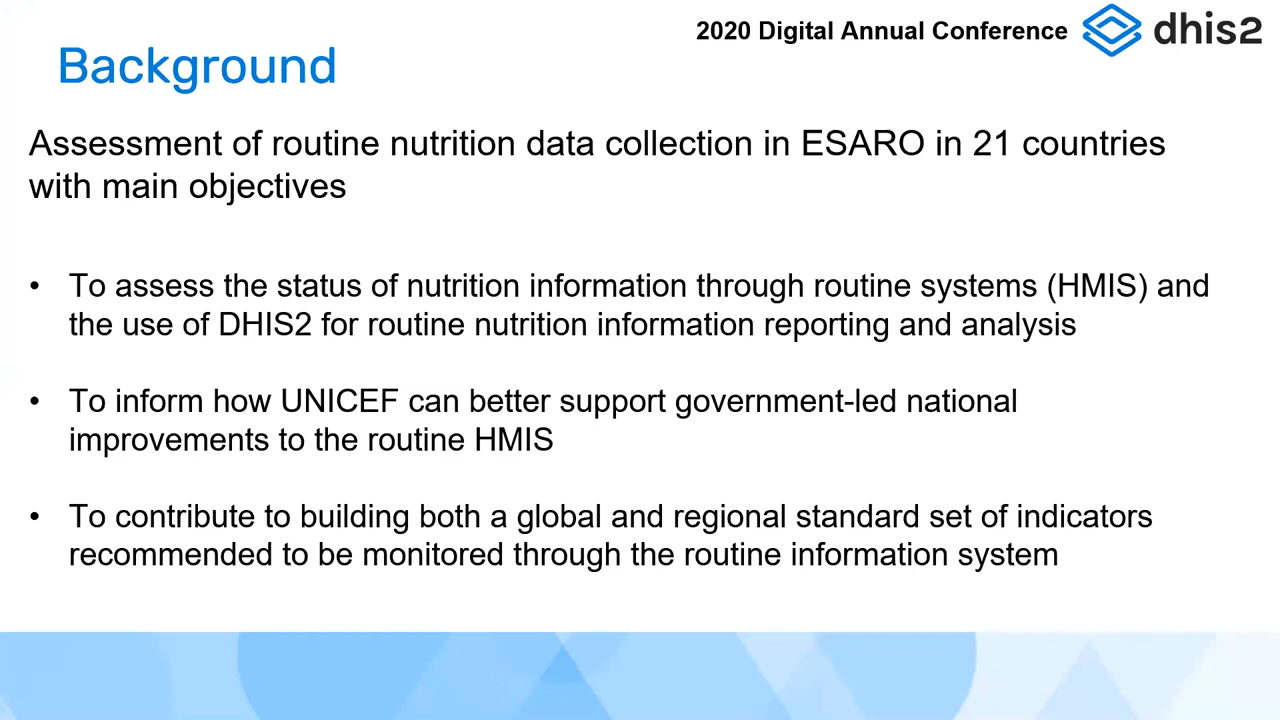 2020 Digital Annual Conference
dhis2
Background
Assessment of routine nutrition data collection in ESARO in 21 countries
with main objectives
• To assess the status of nutrition information through routine systems (HMIS) and
the use of DHIS2 for routine nutrition information reporting and analysis
• To inform how UNICEF can better support government-led national
improvements to the routine HMIS
• To contribute to building both a global and regional standard set of indicators
recommended to be monitored through the routine information system